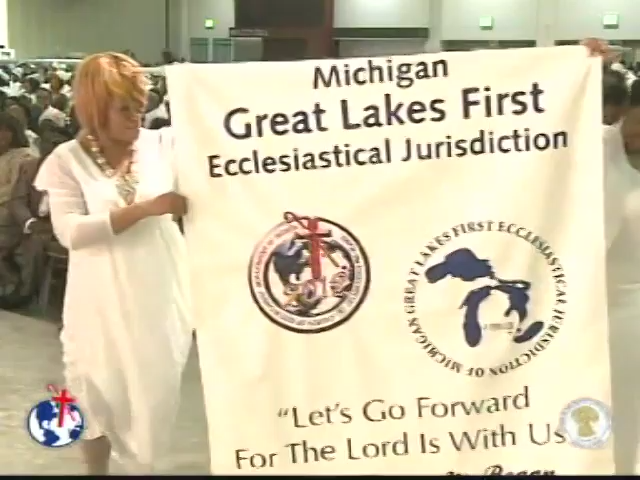 Michigan
Great Lakes First
Ecclesiastical Jurisdiction
GREAT LAKES FIRST ECCLESIASTICAL JURISDICTION OF MICHIGAN
"Let's Go Forward
For The Lord Is With Us